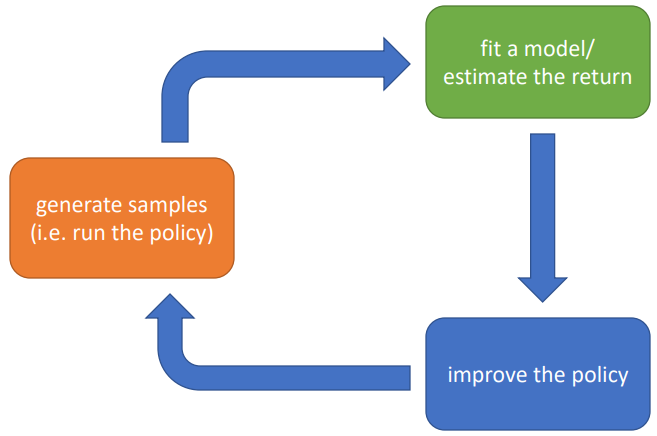 fit a model/
estimate the return
generate samples
(i.e. run the policy)
improve the policy